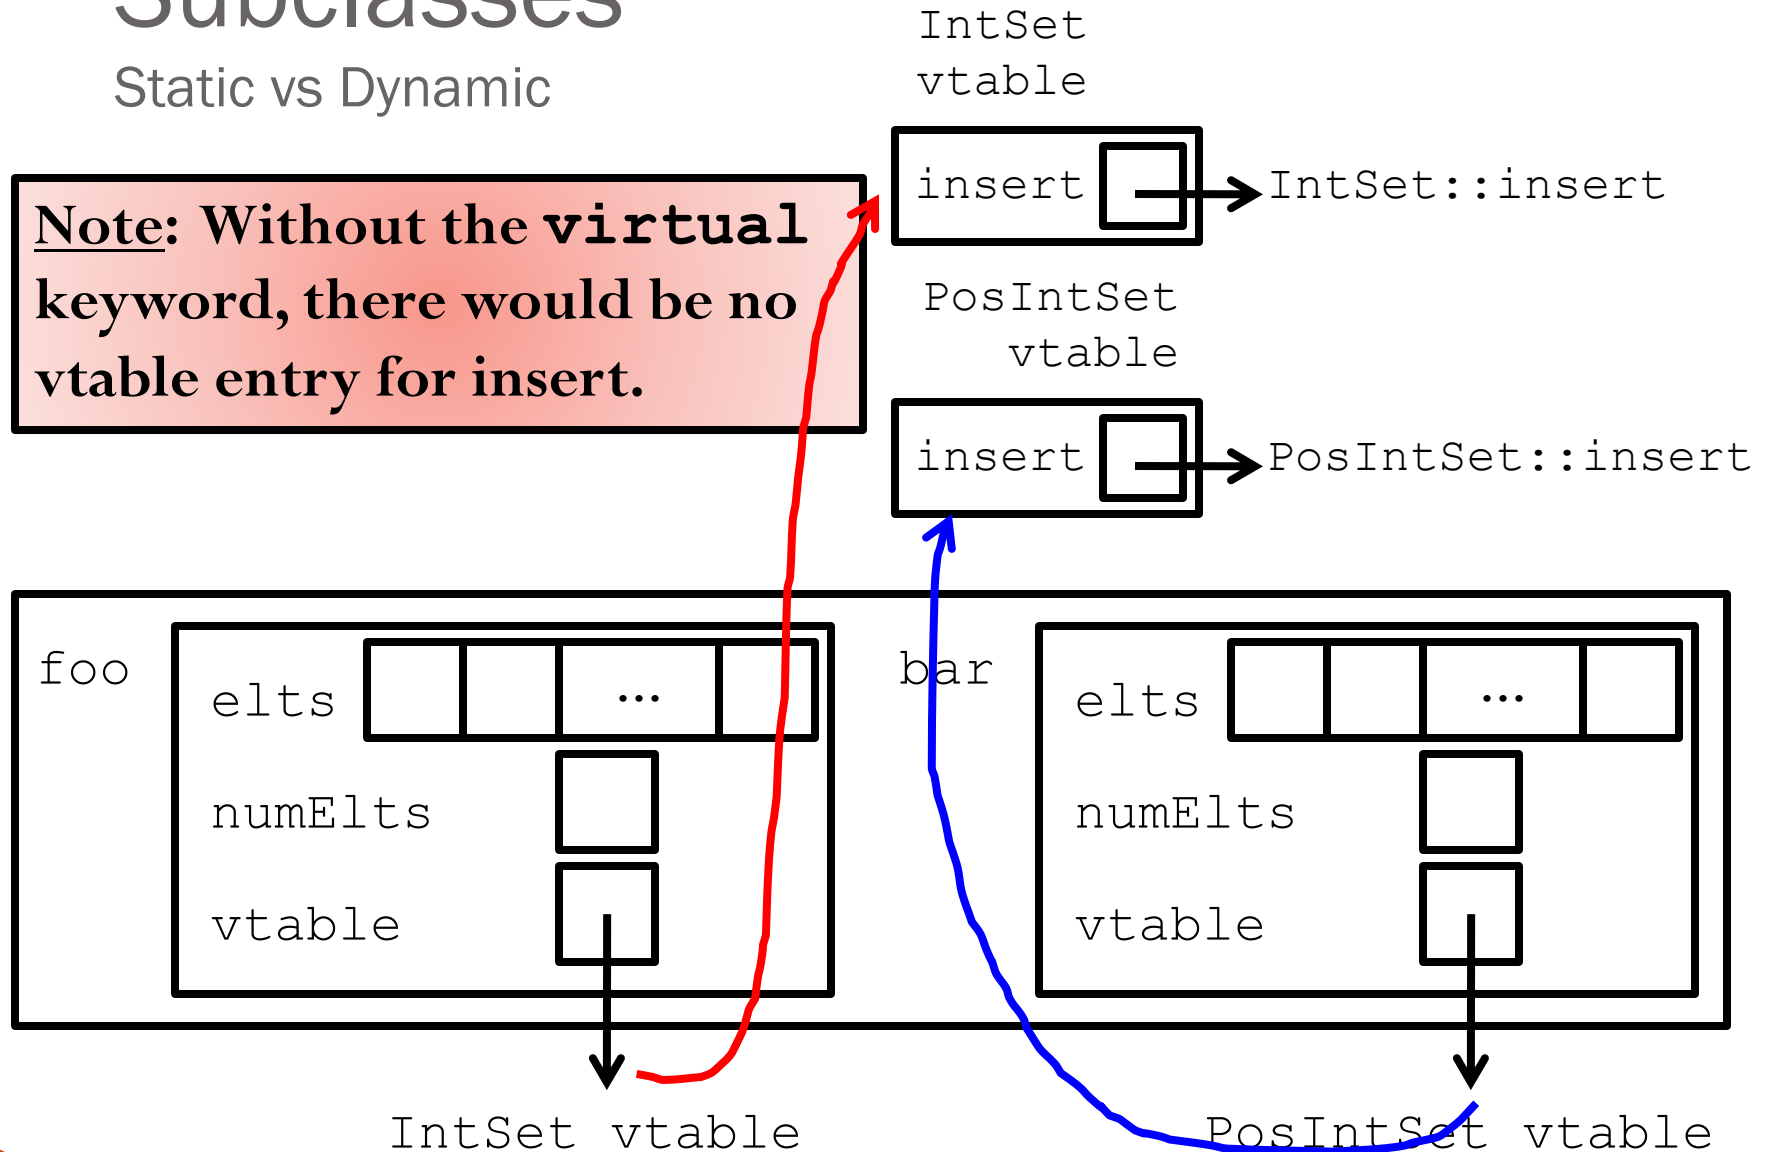 Subclasses
Static vs Dynamic
IntSet
vtable
insert
IntSet::insert
Note: Without the virtual
keyword, there would be no
vtable entry for insert.
PosIntSet
vtable
insert
PosIntSet::insert
foo
elts
...
numElts
vtable
bar
elts
...
numElts
vtable
IntSet vtable
PosIntSet vtable